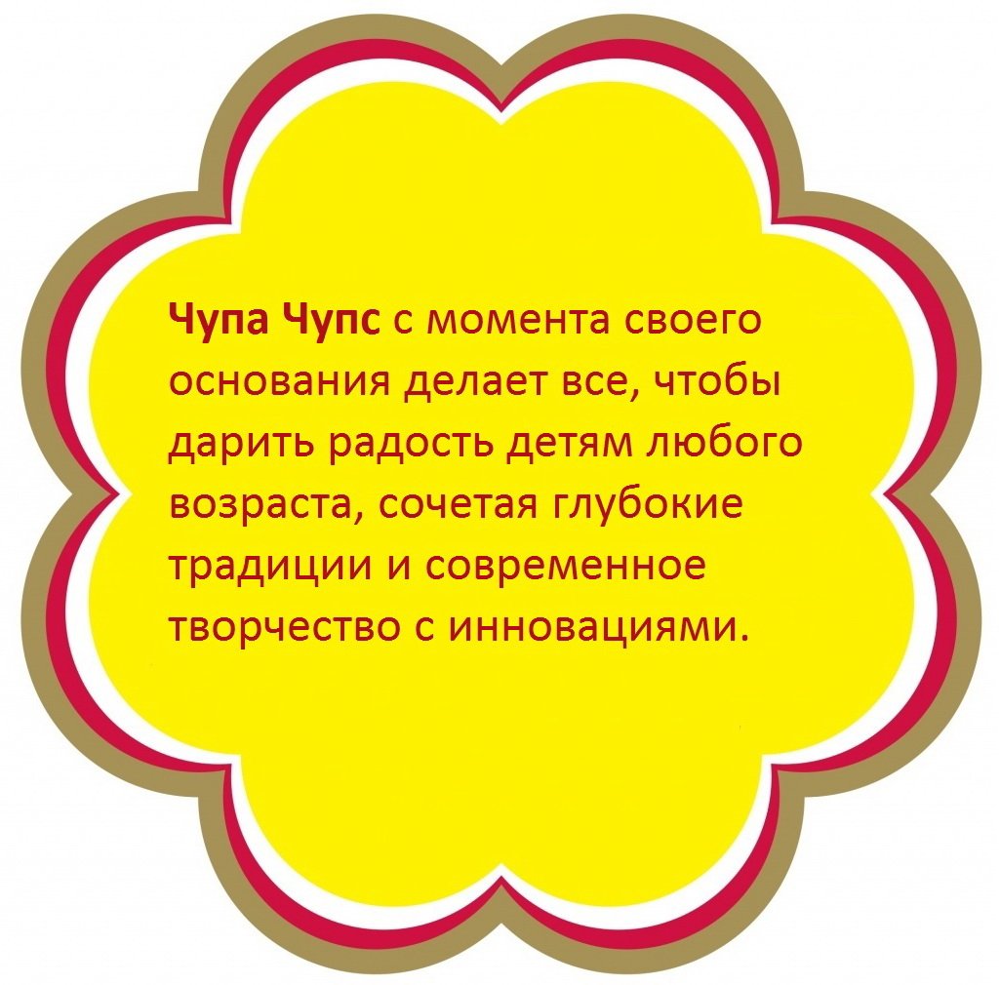 Чупа Чупс с момента своего
основания делает все, чтобы
дарить радость детям любого
возраста, сочетая глубокие
традиции и современное
творчество с инновациями.